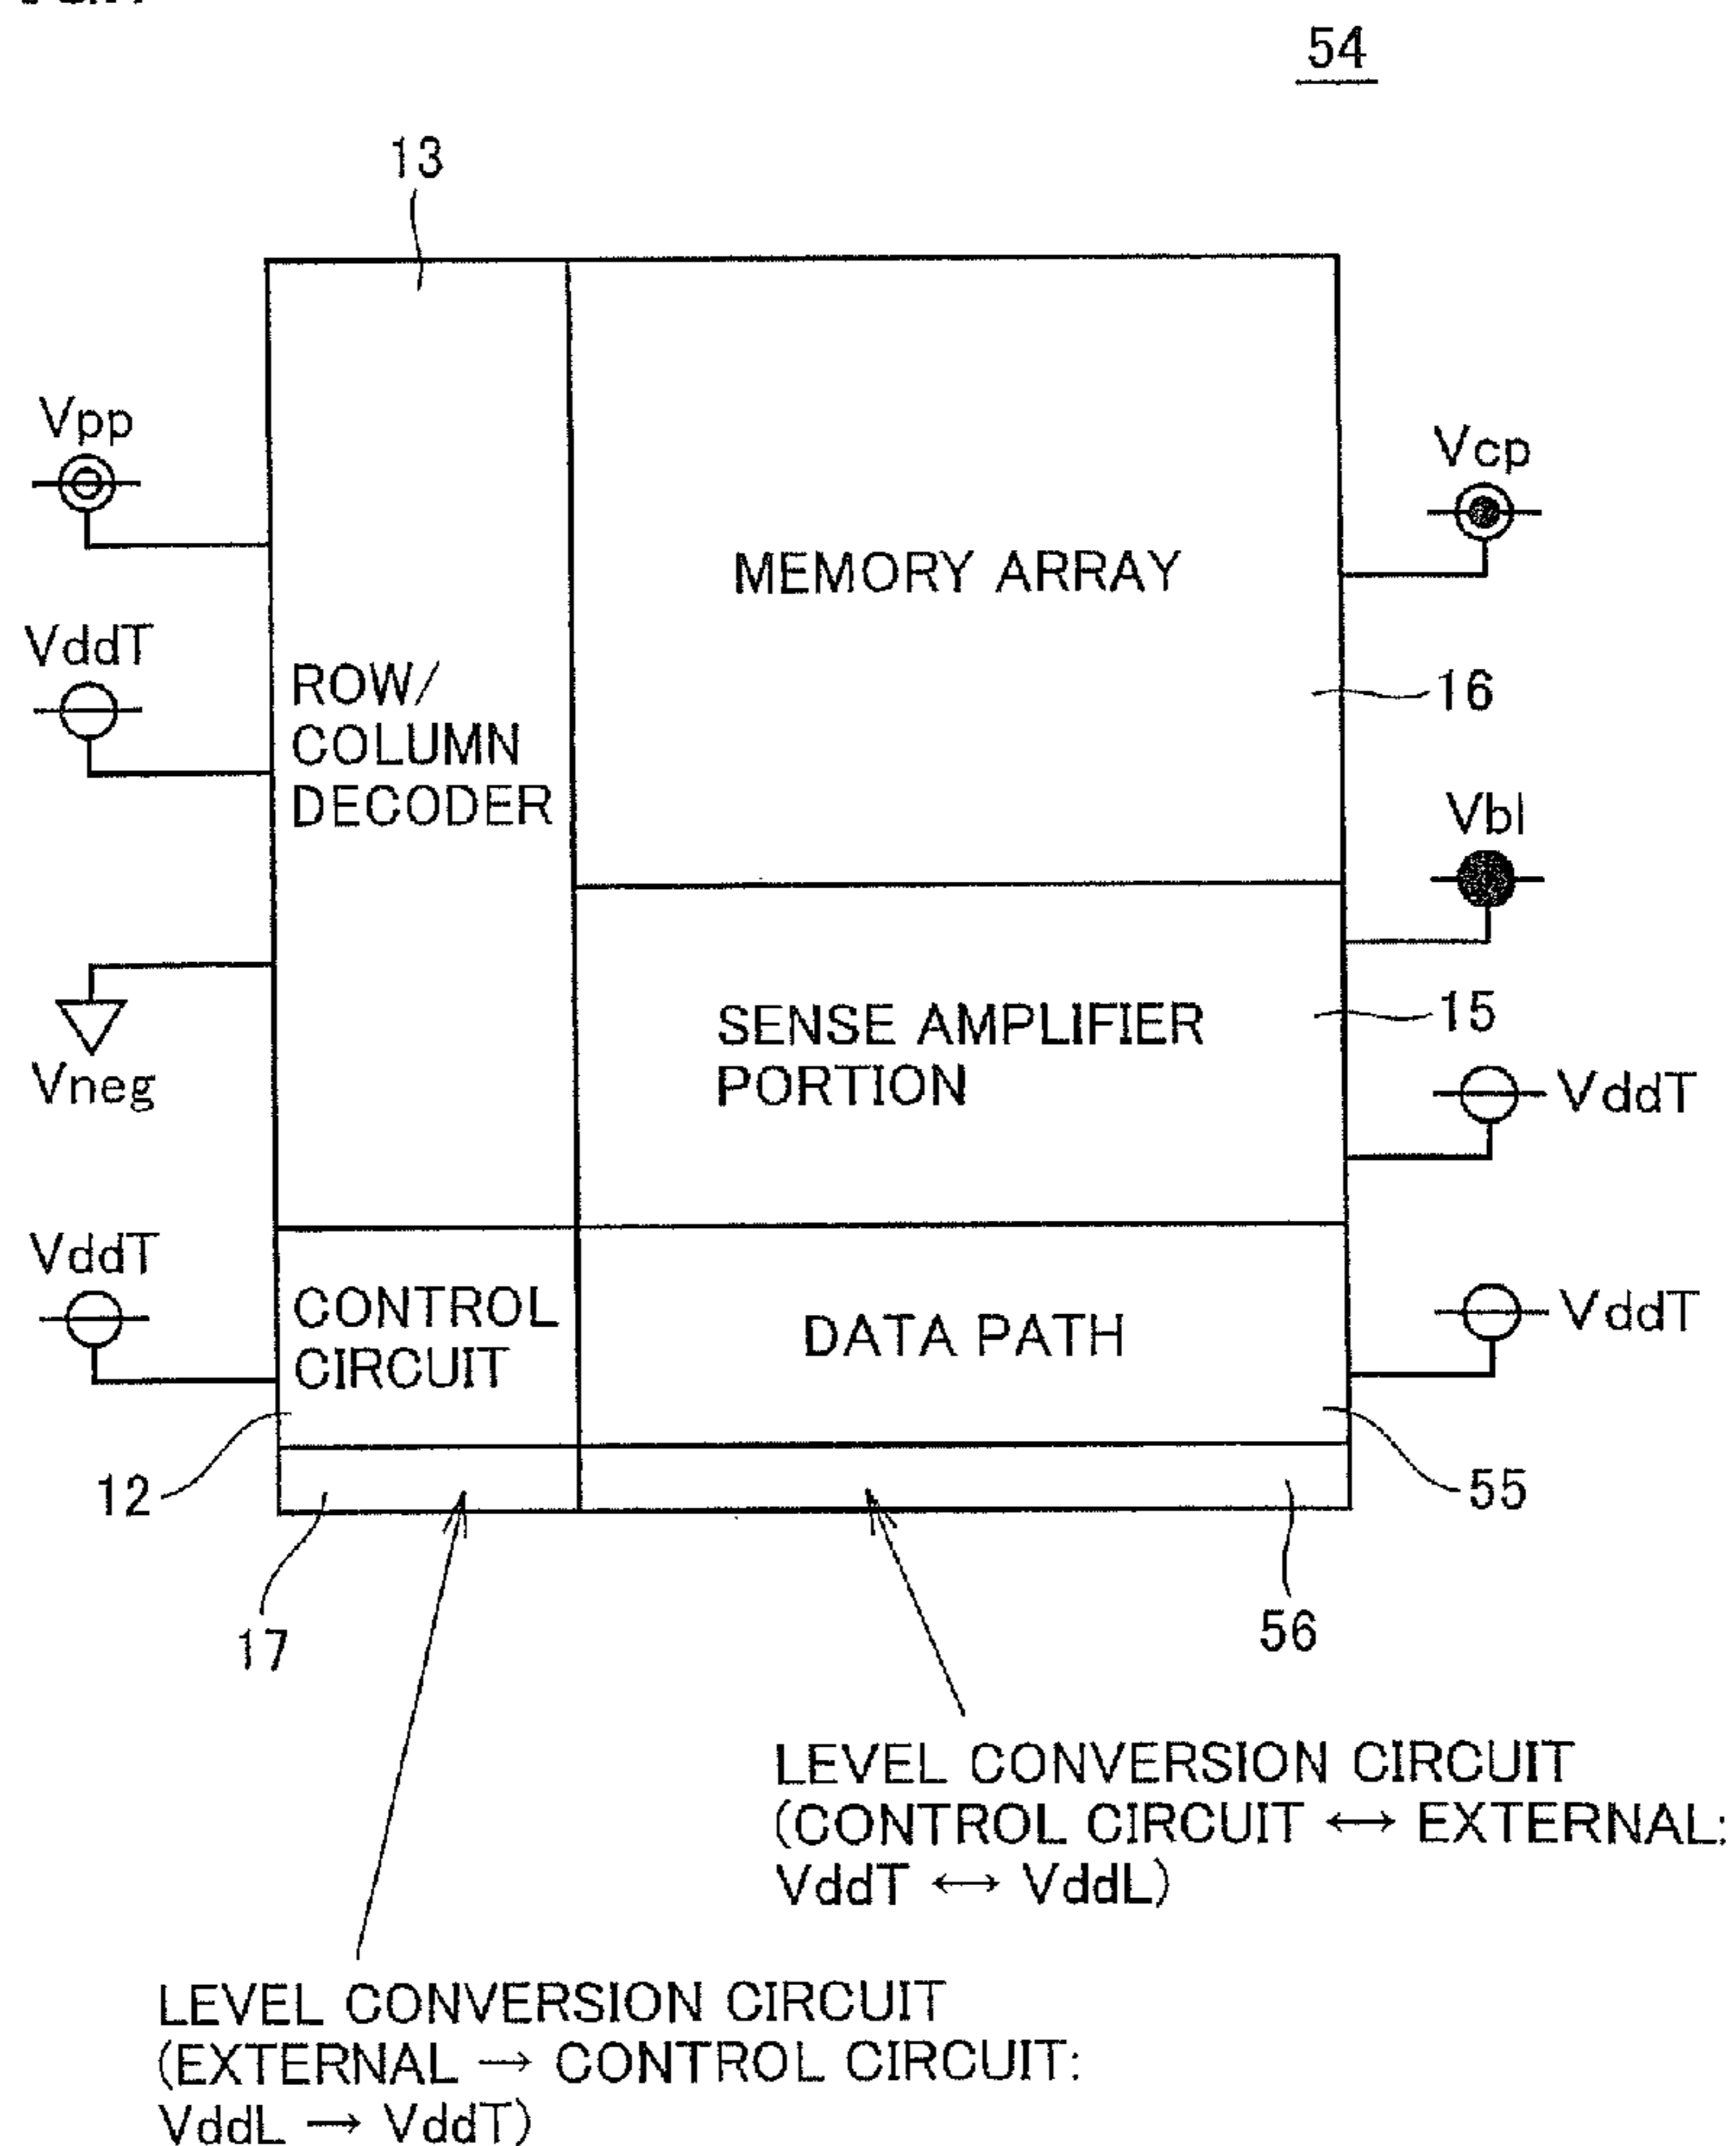 54
13
Vpp
Vcp
MEMORY ARRAY
VddT
ROW/
COLUMN
DECODER
16
Vbl
SENSE AMPLIFIER
PORTION
15
Vneg
VddT
VddT
CONTROL
CIRCUIT
DATA PATH
VddT
12
17
55
56
LEVEL CONVERSION CIRCUIT
(CONTROL CIRCUIT ↔ EXTERNAL:
VddT ↔ VddL)
LEVEL CONVERSION CIRCUIT
(EXTERNAL → CONTROL CIRCUIT:
VddL → VddT)